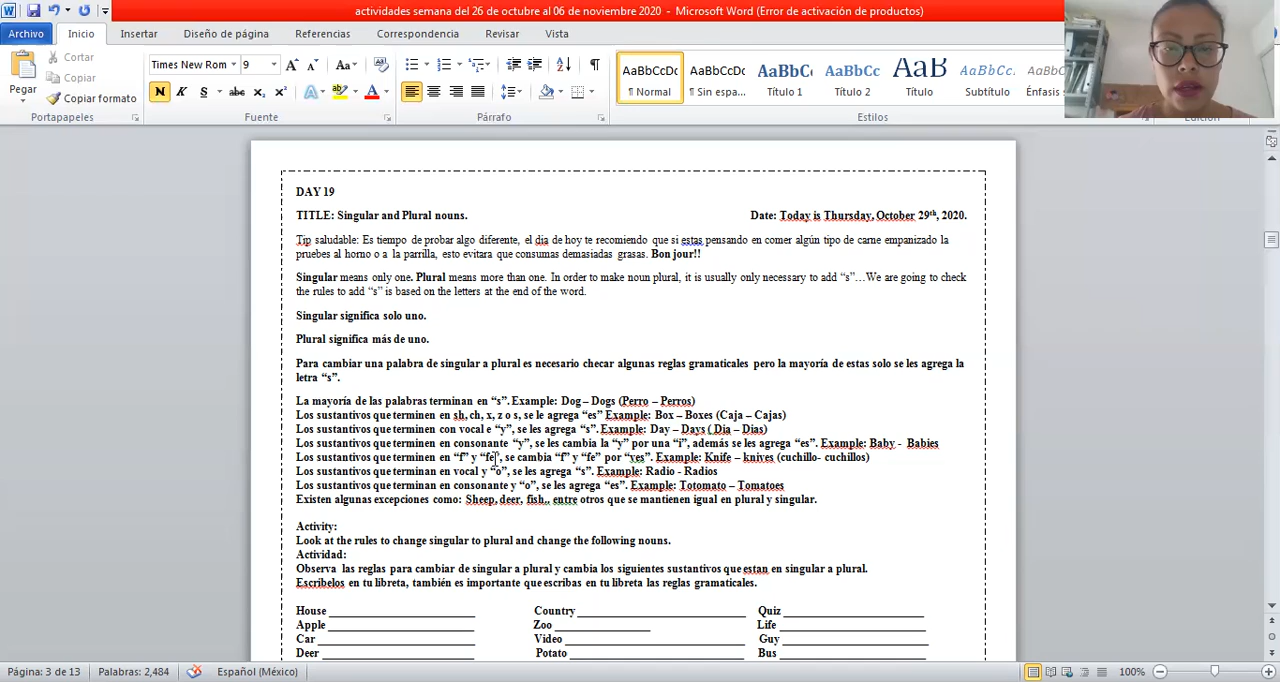 actividades semana del 26 de octubre al 06 de noviembre 2020 - Microsoft Word (Error de activación de productos)
Archivo Inicio Insertar Diseño de página Referencias Correspondencia Revisar Vista
Pegar
Cortar
Copiar
Copiar formato
Portapapeles
Times New Rom 9
N K S abc x₂ x²
Fuente
Párrafo
AaBbCcDc AaBbCcDc AaBbC AaBbCc AaB AaBbCc
¶ Normal ¶ Sin espa... Título 1 Título 2 Título Subtítulo Énfasis
Estilos
DAY 19
TITLE: Singular and Plural nouns. Date: Today is Thursday, October 29th, 2020.
Tip saludable: Es tiempo de probar algo diferente, el dia de hoy te recomiendo que si estas pensando en comer algún tipo de carne empanizado la
pruebes al horno o a la parrilla, esto evitara que consumas demasiadas grasas. Bon jour!!
Singular means only one. Plural means more than one. In order to make noun plural, it is usually only necessary to add “s”…We are going to check
the rules to add “s” is based on the letters at the end of the word.
Singular significa solo uno.
Plural significa más de uno.
Para cambiar una palabra de singular a plural es necesario checar algunas reglas gramaticales pero la mayoría de estas solo se les agrega la
letra “s”.
La mayoría de las palabras terminan en “s”. Example: Dog – Dogs (Perro – Perros)
Los sustantivos que terminen en sh, ch, x, z o s, se le agrega “es” Example: Box – Boxes (Caja – Cajas)
Los sustantivos que terminen con vocal e “y”, se les agrega “s”. Example: Day – Days ( Dia – Dias)
Los sustantivos que terminen en consonante “y”, se les cambia la “y” por una “i”, además se les agrega “es”. Example: Baby - Babies
Los sustantivos que terminen en “f” y “fe”, se cambia “f” y “fe” por “ves”. Example: Knife – knives (cuchillo- cuchillos)
Los sustantivos que terminan en vocal y “o”, se les agrega “s”. Example: Radio - Radios
Los sustantivos que terminan en consonante y “o”, se les agrega “es”. Example: Totomato – Tomatoes
Existen algunas excepciones como: Sheep, deer, fish,, entre otros que se mantienen igual en plural y singular.
Activity:
Look at the rules to change singular to plural and change the following nouns.
Actividad:
Observa las reglas para cambiar de singular a plural y cambia los siguientes sustantivos que estan en singular a plural.
Escríbelos en tu libreta, también es importante que escribas en tu libreta las reglas gramaticales.
House Country Quiz
Apple Zoo Life
Car Video Guy
Deer Potato Bus
Página: 3 de 13 Palabras: 2,484 Español (México) 100%